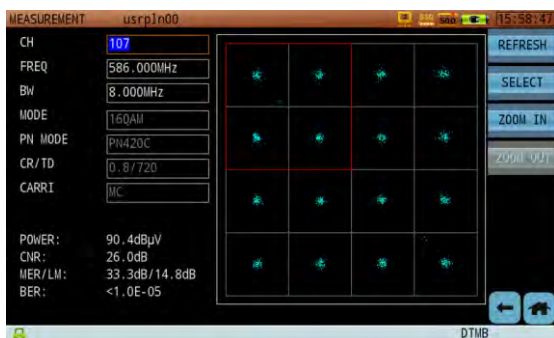 MEASUREMENT usrpIn00 15:58:47
CH 107
FREQ 586.000MHz
BW 8.000MHz
MODE 16QAM
PN MODE PN420C
CR/TD 0.8/720
CARRI MC
POWER: 90.4dBμV
CNR: 26.0dB
MER/LM: 33.3dB/14.8dB
BER: <1.0E-05
REFRESH
SELECT
ZOOM IN
ZOOM OUT
DTMB